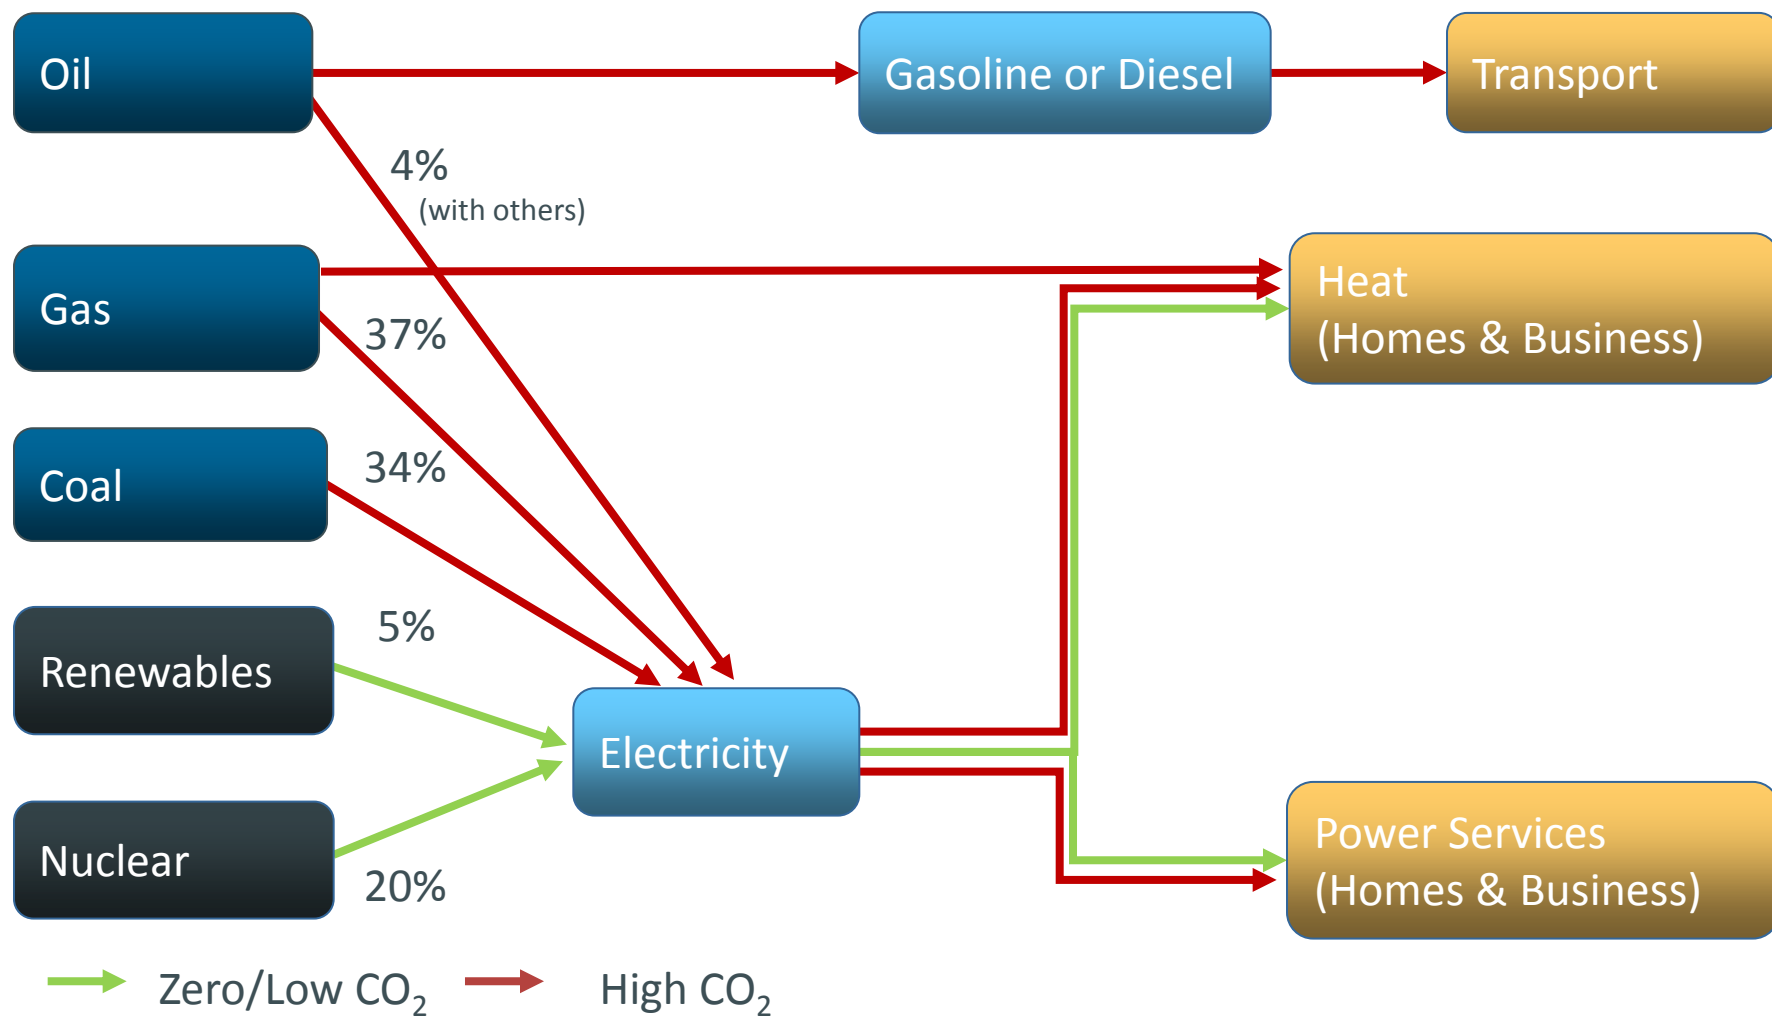 Oil
Gasoline or Diesel
Transport
4%
(with others)
Gas
37%
Heat
(Homes & Business)
Coal
34%
Renewables
5%
Electricity
Nuclear
20%
Power Services
(Homes & Business)
Zero/Low CO₂
High CO₂